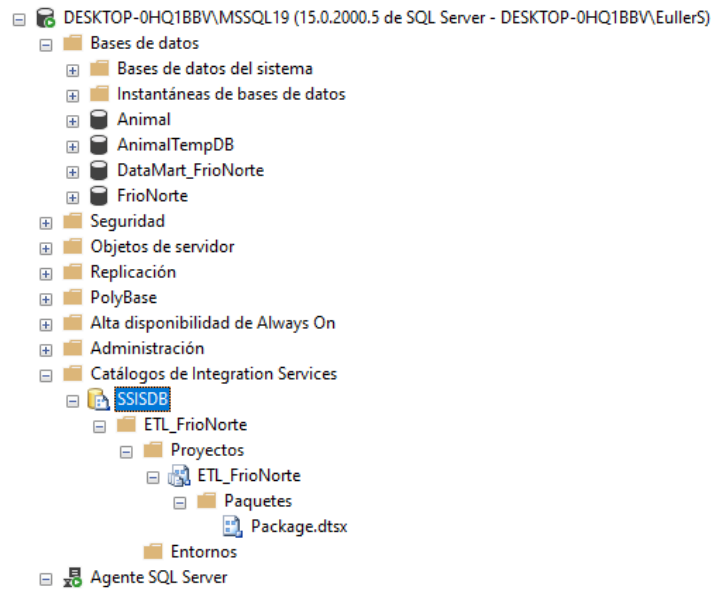 DESKTOP-0HQ1BBV\MSSQL19 (15.0.2000.5 de SQL Server - DESKTOP-0HQ1BBV\EullerS)
Bases de datos
Bases de datos del sistema
Instantáneas de bases de datos
Animal
AnimalTempDB
DataMart_FrioNorte
FrioNorte
Seguridad
Objetos de servidor
Replicación
PolyBase
Alta disponibilidad de Always On
Administración
Catálogos de Integration Services
SSISDB
ETL_FrioNorte
Proyectos
ETL_FrioNorte
Paquetes
Package.dtsx
Entornos
Agente SQL Server